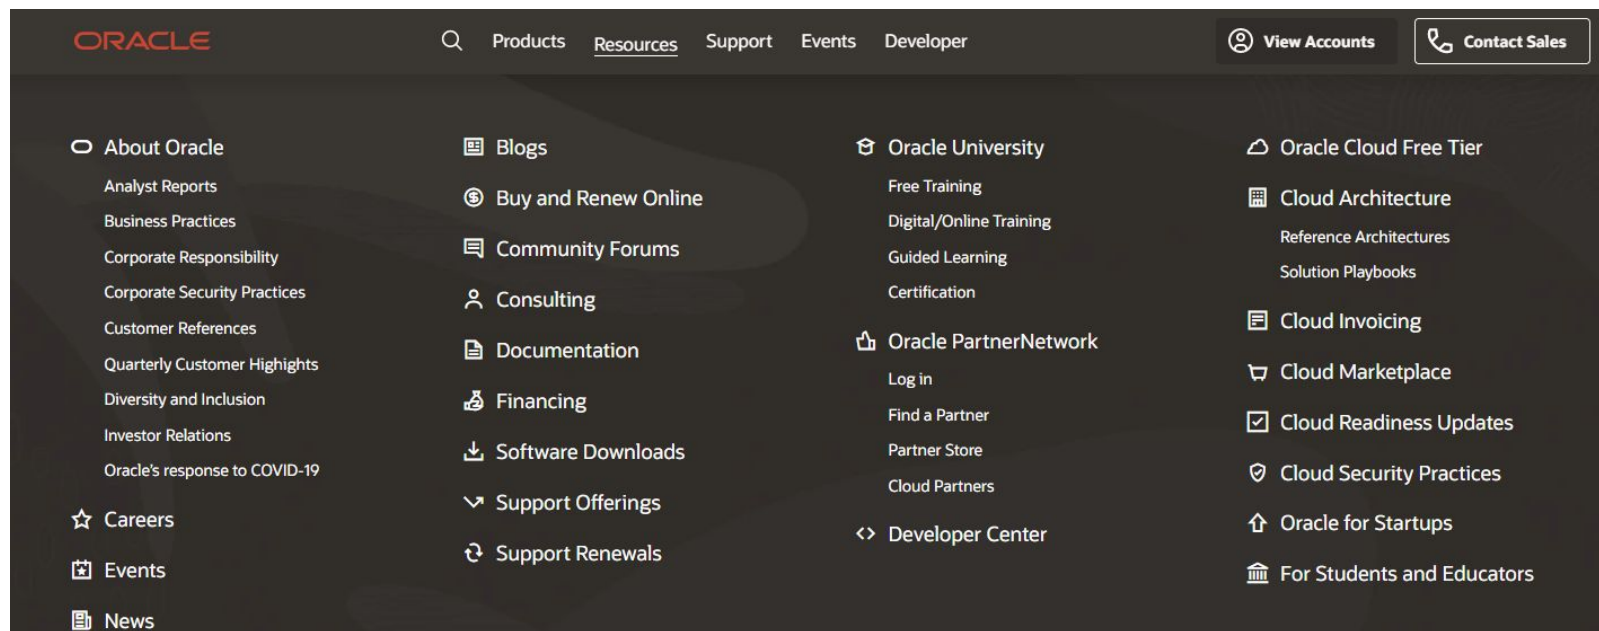 ORACLE
Products Resources Support Events Developer
View Accounts
Contact Sales
About Oracle
Analyst Reports
Business Practices
Corporate Responsibility
Corporate Security Practices
Customer References
Quarterly Customer Highlights
Diversity and Inclusion
Investor Relations
Oracle's response to COVID-19
Careers
Events
News
Blogs
Buy and Renew Online
Community Forums
Consulting
Documentation
Financing
Software Downloads
Support Offerings
Support Renewals
Oracle University
Free Training
Digital/Online Training
Guided Learning
Certification
Oracle PartnerNetwork
Log in
Find a Partner
Partner Store
Cloud Partners
Developer Center
Oracle Cloud Free Tier
Cloud Architecture
Reference Architectures
Solution Playbooks
Cloud Invoicing
Cloud Marketplace
Cloud Readiness Updates
Cloud Security Practices
Oracle for Startups
For Students and Educators